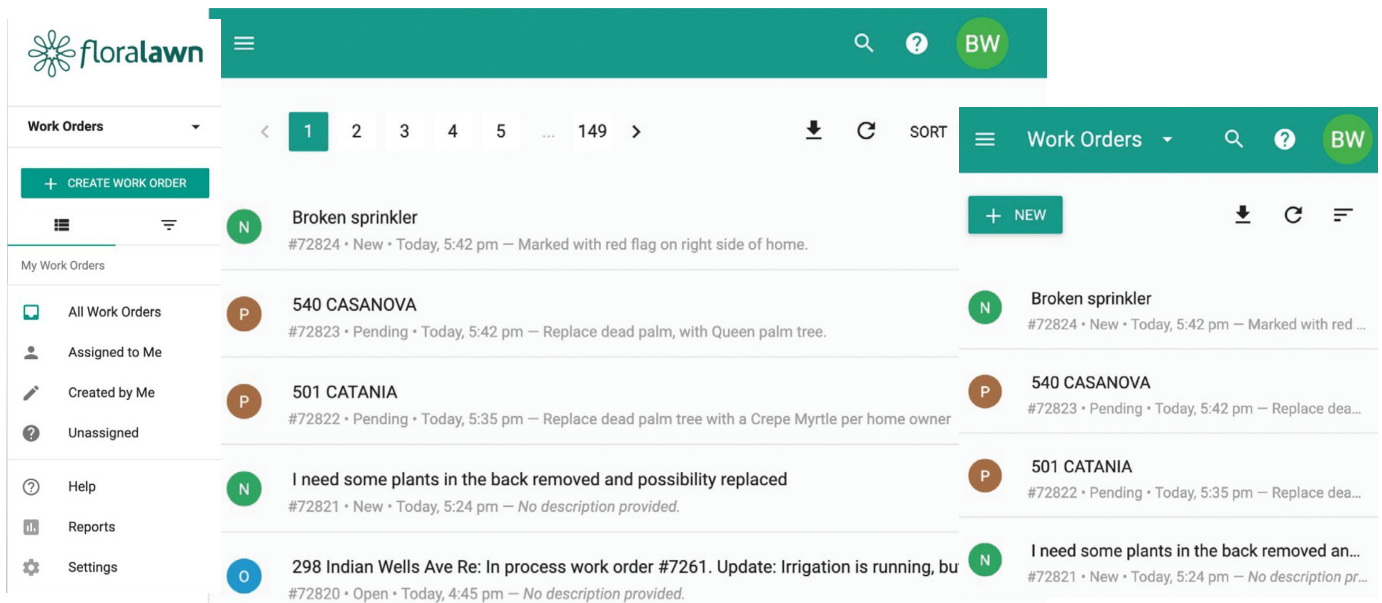 floralawn
Work Orders
+ CREATE WORK ORDER
My Work Orders
All Work Orders
Assigned to Me
Created by Me
Unassigned
Help
Reports
Settings
BW
1 2 3 4 5 ... 149
SORT
N
Broken sprinkler
#72824 • New • Today, 5:42 pm — Marked with red flag on right side of home.
P
540 CASANOVA
#72823 • Pending • Today, 5:42 pm — Replace dead palm, with Queen palm tree.
P
501 CATANIA
#72822 • Pending • Today, 5:35 pm — Replace dead palm tree with a Crepe Myrtle per home owner
N
I need some plants in the back removed and possibility replaced
#72821 • New • Today, 5:24 pm — No description provided.
O
298 Indian Wells Ave Re: In process work order #7261. Update: Irrigation is running, bu
#72820 • Open • Today, 4:45 pm — No description provided.
Work Orders
BW
+ NEW
N
Broken sprinkler
#72824 • New • Today, 5:42 pm — Marked with red ...
P
540 CASANOVA
#72823 • Pending • Today, 5:42 pm — Replace dea...
P
501 CATANIA
#72822 • Pending • Today, 5:35 pm — Replace dea...
N
I need some plants in the back removed an...
#72821 • New • Today, 5:24 pm — No description pr...